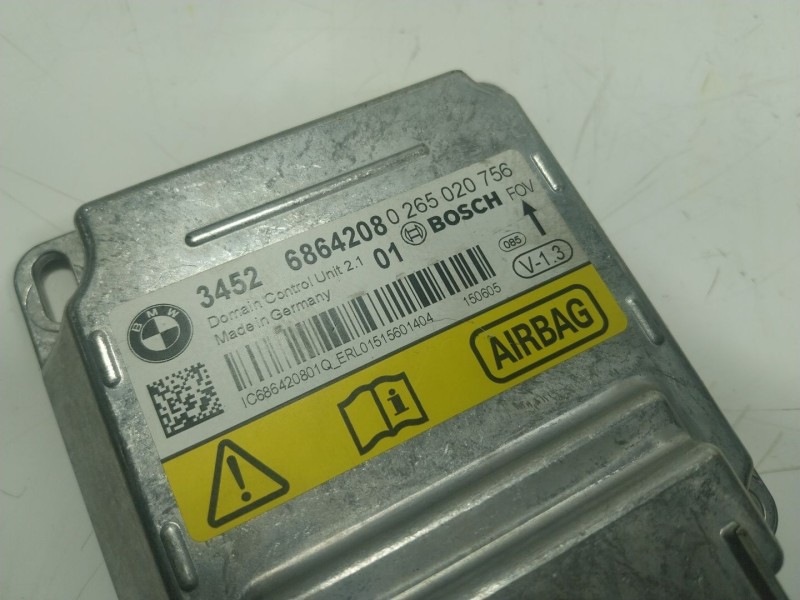 BMW
3452 6864208 0 265 020 756
Domain Control Unit 2.1 01 BOSCH FOV
Made in Germany
085
V-1.3
150605
IC686420801Q_ERL01515601404
AIRBAG